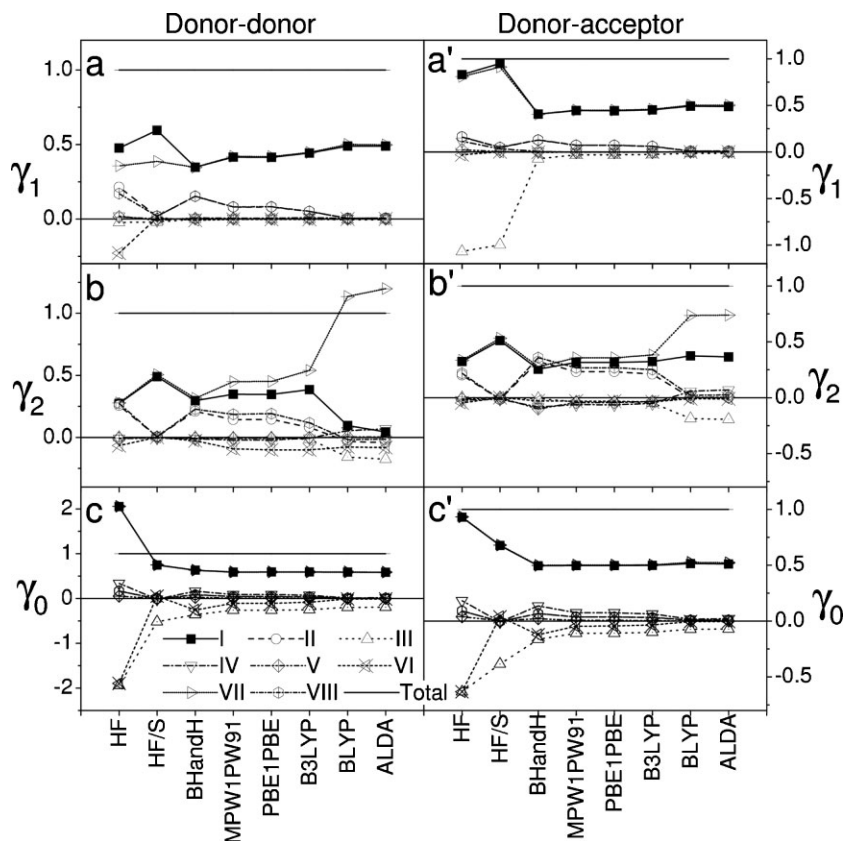 Donor-donor Donor-acceptor
a a'
1.0 1.0
0.5 0.5
γ1 0.0 0.0 γ1
-0.5
-1.0
b b'
1.0 1.0
0.5 0.5
γ2 0.0 0.0 γ2
-0.5
c c'
2 1.0
1 0.5
γ0 0 0.0 γ0
-1 -0.5
-2
I II III
IV V VI
VII VIII Total
HF HF/S BHandH MPW1PW91 PBE1PBE B3LYP BLYP ALDA
HF HF/S BHandH MPW1PW91 PBE1PBE B3LYP BLYP ALDA